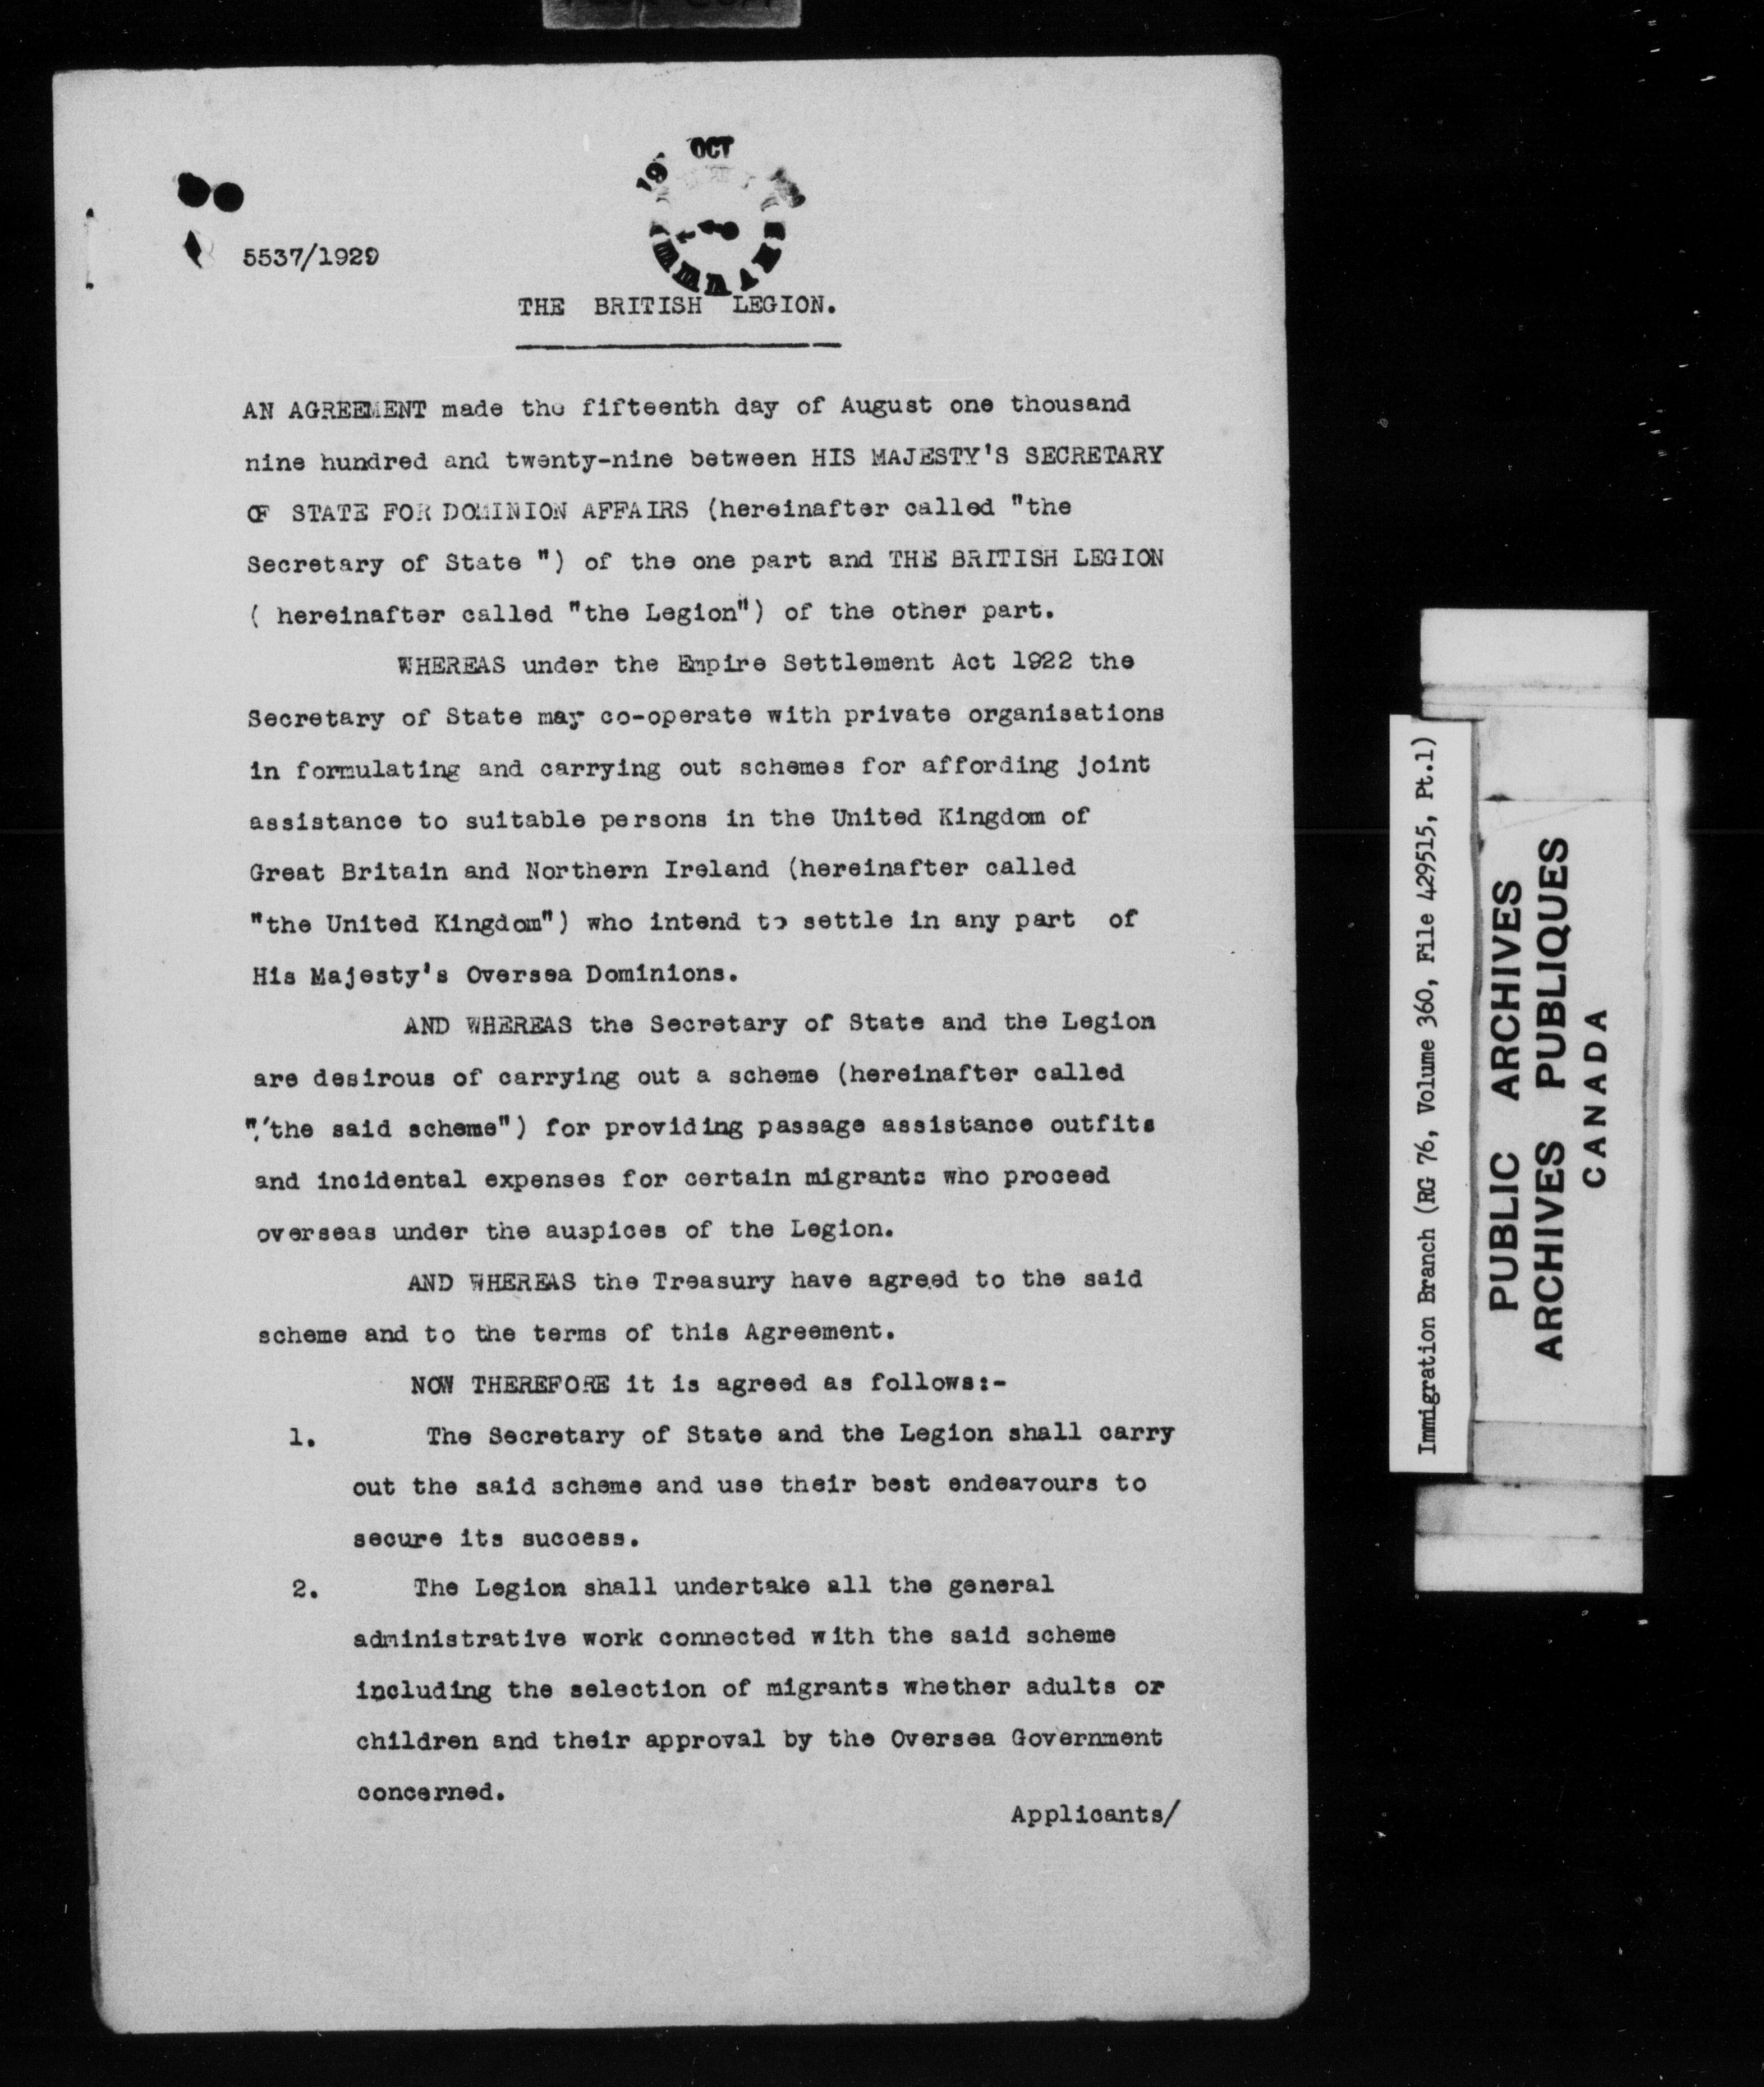 19 OCT
5537/1929
THE BRITISH LEGION.
AN AGREEMENT made the fifteenth day of August one thousand
nine hundred and twenty-nine between HIS MAJESTY'S SECRETARY
OF STATE FOR DOMINION AFFAIRS (hereinafter called "the
Secretary of State ") of the one part and THE BRITISH LEGION
( hereinafter called "the Legion") of the other part.
WHEREAS under the Empire Settlement Act 1922 the
Secretary of State may co-operate with private organisations
in formulating and carrying out schemes for affording joint
assistance to suitable persons in the United Kingdom of
Great Britain and Northern Ireland (hereinafter called
"the United Kingdom") who intend to settle in any part of
His Majesty's Oversea Dominions.
AND WHEREAS the Secretary of State and the Legion
are desirous of carrying out a scheme (hereinafter called
"the said scheme") for providing passage assistance outfits
and incidental expenses for certain migrants who proceed
overseas under the auspices of the Legion.
AND WHEREAS the Treasury have agreed to the said
scheme and to the terms of this Agreement.
NOW THEREFORE it is agreed as follows:-
1. The Secretary of State and the Legion shall carry
out the said scheme and use their best endeavours to
secure its success.
2. The Legion shall undertake all the general
administrative work connected with the said scheme
including the selection of migrants whether adults or
children and their approval by the Oversea Government
concerned.
Applicants/
Immigration Branch (RG 76, Volume 360, File 429515, Pt.1)
PUBLIC ARCHIVES
ARCHIVES PUBLIQUES
CANADA